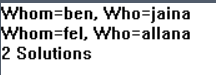 Whom=ben, Who=jaina
Whom=fel, Who=allana
2 Solutions